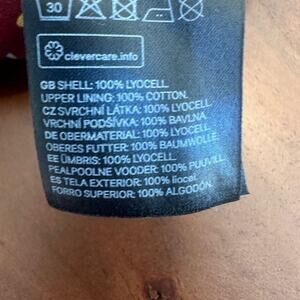 30
clevercare.info
GB SHELL: 100% LYOCELL.
UPPER LINING: 100% COTTON.
CZ SVRCHNÍ LÁTKA: 100% LYOCELL.
VRCHNÍ PODŠÍVKA: 100% BAVLNA.
DE OBERMATERIAL: 100% LYOCELL.
OBERES FUTTER: 100% BAUMWOLLE.
EE ÜMBRIS: 100% LYOCELL.
PEALPOOLNE VOODER: 100% PUUVILL.
ES TELA EXTERIOR: 100% liocel.
FORRO SUPERIOR: 100% ALGODÓN.